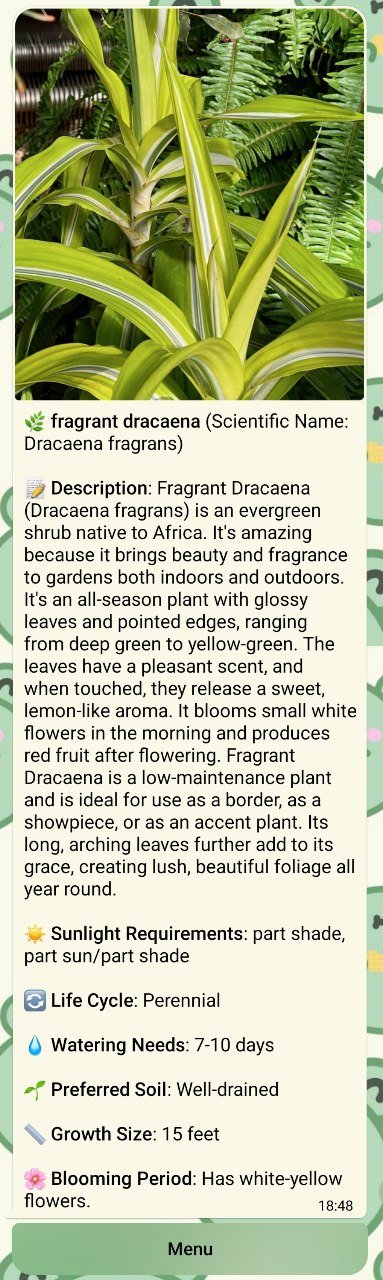 🌿 fragrant dracaena (Scientific Name:
Dracaena fragrans)
📝 Description: Fragrant Dracaena
(Dracaena fragrans) is an evergreen
shrub native to Africa. It's amazing
because it brings beauty and fragrance
to gardens both indoors and outdoors.
It's an all-season plant with glossy
leaves and pointed edges, ranging
from deep green to yellow-green. The
leaves have a pleasant scent, and
when touched, they release a sweet,
lemon-like aroma. It blooms small white
flowers in the morning and produces
red fruit after flowering. Fragrant
Dracaena is a low-maintenance plant
and is ideal for use as a border, as a
showpiece, or as an accent plant. Its
long, arching leaves further add to its
grace, creating lush, beautiful foliage all
year round.
☀️ Sunlight Requirements: part shade,
part sun/part shade
🔄 Life Cycle: Perennial
💧 Watering Needs: 7-10 days
🌱 Preferred Soil: Well-drained
📏 Growth Size: 15 feet
🌸 Blooming Period: Has white-yellow
flowers.
18:48
Menu